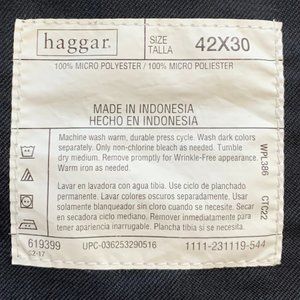 haggar.
SIZE
TALLA
42X30
100% MICRO POLYESTER / 100% MICRO POLIESTER
MADE IN INDONESIA
HECHO EN INDONESIA
Machine wash warm, durable press cycle. Wash dark colors
separately. Only non-chlorine bleach as needed. Tumble
dry medium. Remove promptly for Wrinkle-Free appearance.
Warm iron as needed.
Lavar en lavadora con agua tibia. Use ciclo de planchado
permanente. Lavar colores oscuros separadamente. Usar
solamente blanqueador sin cloro cuando sea necesario. Secar
en secadora ciclo mediano. Remover inmediatamente para
tener apariencia inarrugable. Plancha tibia si se necesita.
WPL386
CTC22
619399
UPC-036253290516
1111-231119-544
02-17